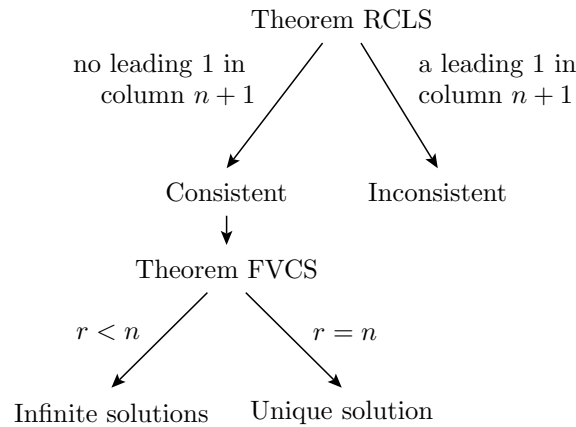 Theorem RCLS
no leading 1 in
column n + 1
a leading 1 in
column n + 1
Consistent
Inconsistent
Theorem FVCS
r < n
r = n
Infinite solutions
Unique solution